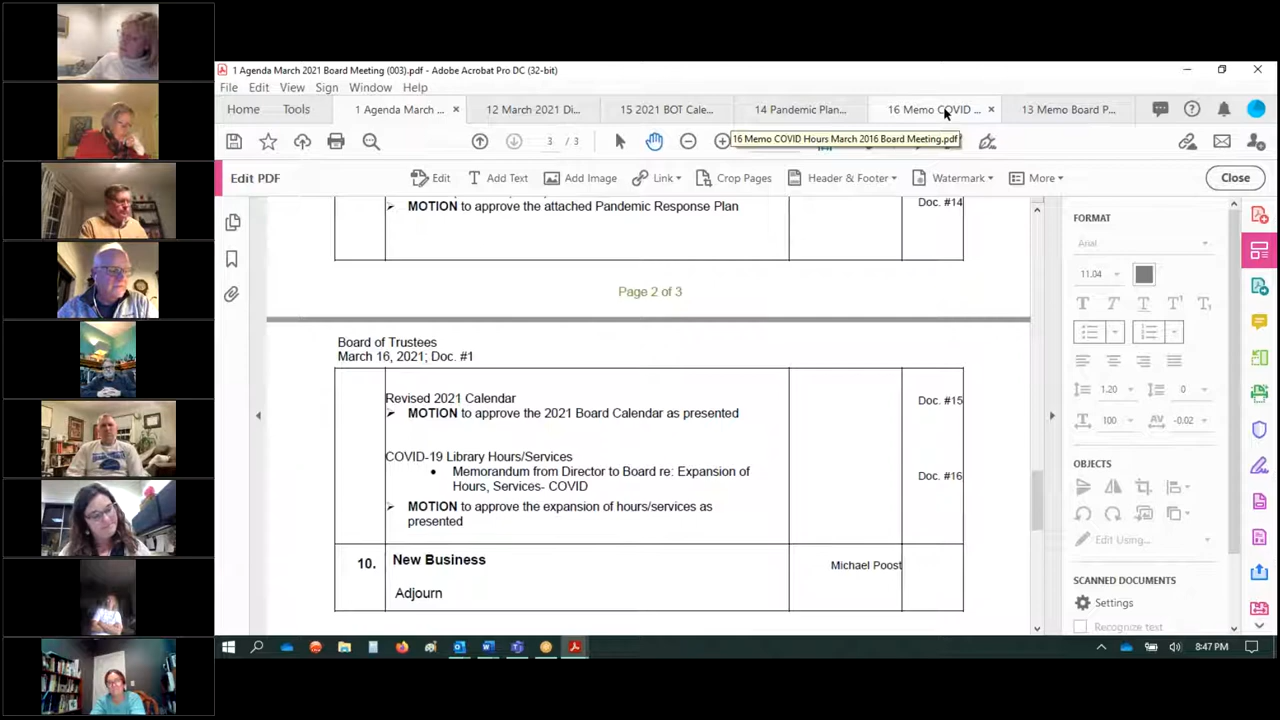 1 Agenda March 2021 Board Meeting (003).pdf - Adobe Acrobat Pro DC (32-bit)
File Edit View Sign Window Help
Home Tools 1 Agenda March ... × 12 March 2021 Di... 15 2021 BOT Cale... 14 Pandemic Plan... 16 Memo COVID ... × 13 Memo Board P...
3 / 3
16 Memo COVID Hours March 2016 Board Meeting.pdf
Edit PDF Edit Add Text Add Image Link Crop Pages Header & Footer Watermark More Close
MOTION to approve the attached Pandemic Response Plan
Doc. #14
Page 2 of 3
Board of Trustees
March 16, 2021; Doc. #1
Revised 2021 Calendar
MOTION to approve the 2021 Board Calendar as presented
Doc. #15
COVID-19 Library Hours/Services
• Memorandum from Director to Board re: Expansion of
Hours, Services- COVID
Doc. #16
MOTION to approve the expansion of hours/services as
presented
10. New Business
Michael Poost
Adjourn
FORMAT
Arial
11.04
1.20 0
100 -0.02
OBJECTS
Edit Using...
SCANNED DOCUMENTS
Settings
Recognize text
8:47 PM